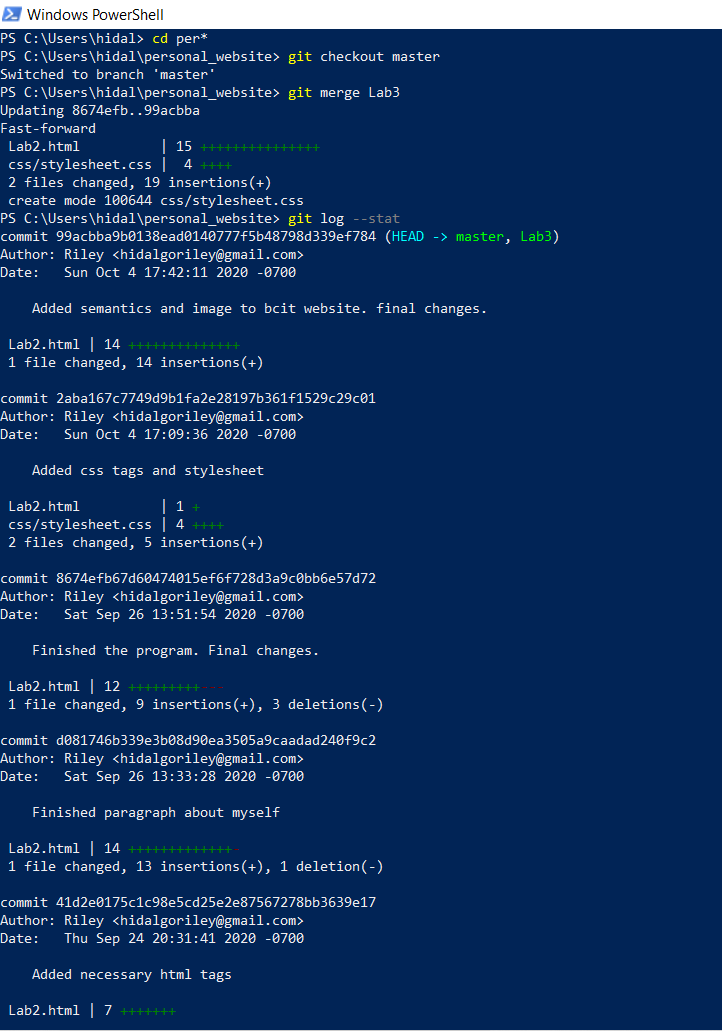 Windows PowerShell
PS C:\Users\hidal> cd per*
PS C:\Users\hidal\personal_website> git checkout master
Switched to branch 'master'
PS C:\Users\hidal\personal_website> git merge Lab3
Updating 8674efb..99acbba
Fast-forward
 Lab2.html          | 15 +++++++++++++++
 css/stylesheet.css |  4 ++++
 2 files changed, 19 insertions(+)
 create mode 100644 css/stylesheet.css
PS C:\Users\hidal\personal_website> git log --stat
commit 99acbba9b0138ead0140777f5b48798d339ef784 (HEAD -> master, Lab3)
Author: Riley <hidalgoriley@gmail.com>
Date:   Sun Oct 4 17:42:11 2020 -0700

    Added semantics and image to bcit website. final changes.

 Lab2.html | 14 ++++++++++++++
 1 file changed, 14 insertions(+)

commit 2aba167c7749d9b1fa2e28197b361f1529c29c01
Author: Riley <hidalgoriley@gmail.com>
Date:   Sun Oct 4 17:09:36 2020 -0700

    Added css tags and stylesheet

 Lab2.html          | 1 +
 css/stylesheet.css | 4 ++++
 2 files changed, 5 insertions(+)

commit 8674efb67d60474015ef6f728d3a9c0bb6e57d72
Author: Riley <hidalgoriley@gmail.com>
Date:   Sat Sep 26 13:51:54 2020 -0700

    Finished the program. Final changes.

 Lab2.html | 12 +++++++++---
 1 file changed, 9 insertions(+), 3 deletions(-)

commit d081746b339e3b08d90ea3505a9caadad240f9c2
Author: Riley <hidalgoriley@gmail.com>
Date:   Sat Sep 26 13:33:28 2020 -0700

    Finished paragraph about myself

 Lab2.html | 14 +++++++++++++-
 1 file changed, 13 insertions(+), 1 deletion(-)

commit 41d2e0175c1c98e5cd25e2e87567278bb3639e17
Author: Riley <hidalgoriley@gmail.com>
Date:   Thu Sep 24 20:31:41 2020 -0700

    Added necessary html tags

 Lab2.html | 7 +++++++